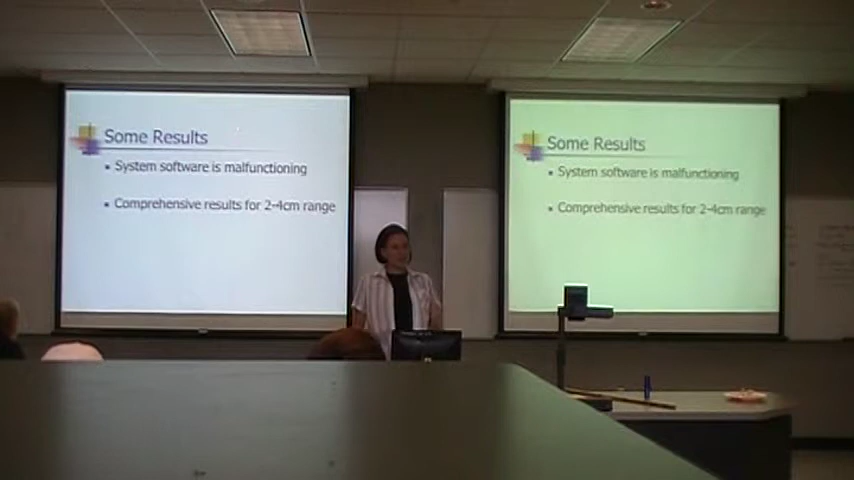 Some Results
System software is malfunctioning
Comprehensive results for 2-4cm range
Some Results
System software is malfunctioning
Comprehensive results for 2-4cm range